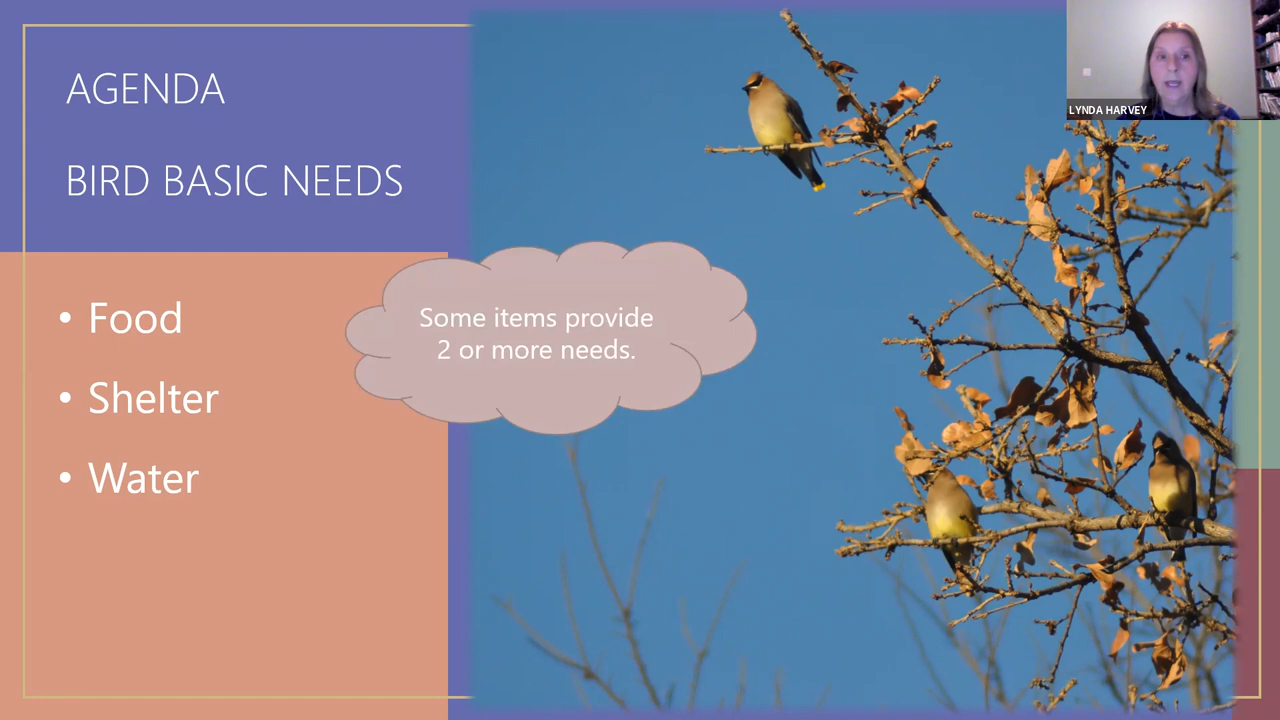 AGENDA
BIRD BASIC NEEDS
• Food
• Shelter
• Water
Some items provide
2 or more needs.
LYNDA HARVEY